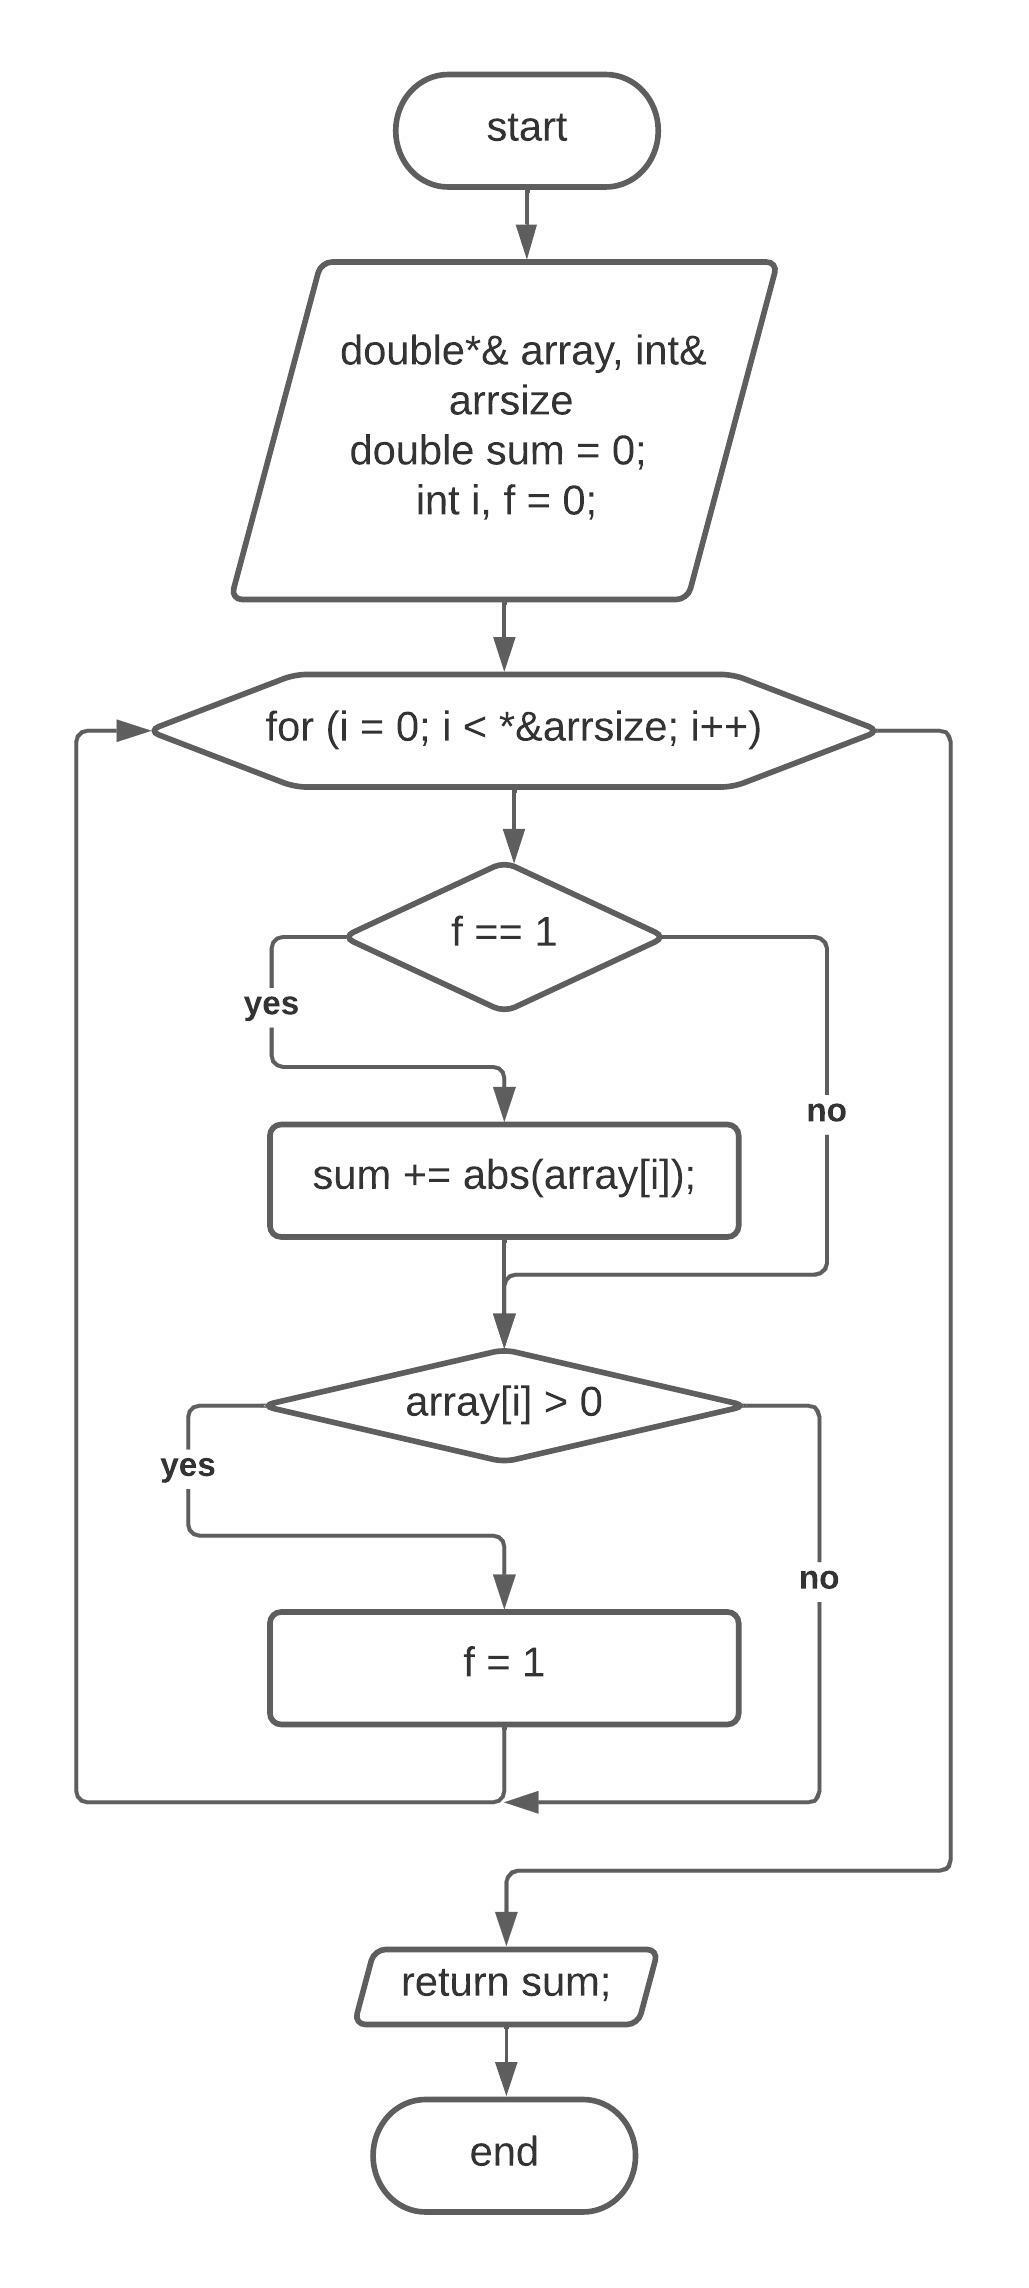 start
double*& array, int&
arrsize
double sum = 0;
int i, f = 0;
for (i = 0; i < *&arrsize; i++)
f == 1
yes
no
sum += abs(array[i]);
array[i] > 0
yes
no
f = 1
return sum;
end